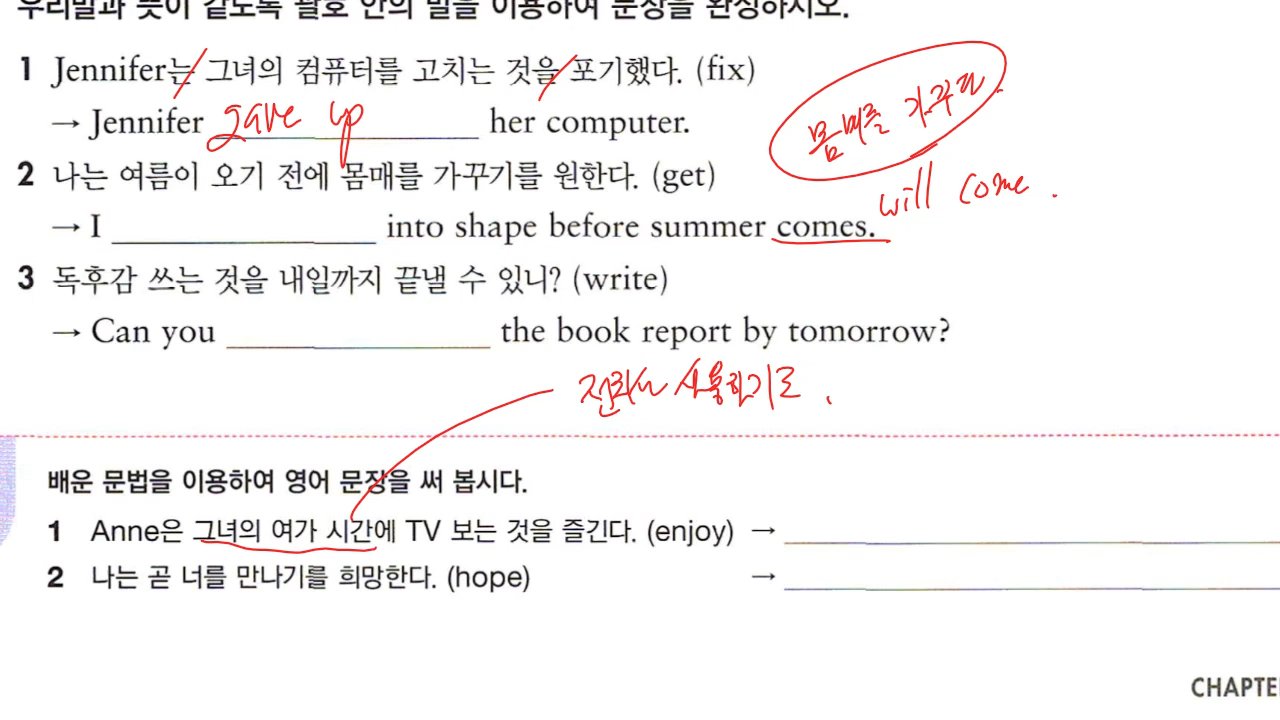 우리말과 뜻이 같도록 괄호 안의 말을 이용하여 문장을 완성하시오.
1 Jennifer는 그녀의 컴퓨터를 고치는 것을 포기했다. (fix)
→ Jennifer gave up her computer.
몸매를 가꾸다
2 나는 여름이 오기 전에 몸매를 가꾸기를 원한다. (get)
will come.
→ I into shape before summer comes.
3 독후감 쓰는 것을 내일까지 끝낼 수 있니? (write)
→ Can you the book report by tomorrow?
사용하기로.
배운 문법을 이용하여 영어 문장을 써 봅시다.
1 Anne은 그녀의 여가 시간에 TV 보는 것을 즐긴다. (enjoy) →
2 나는 곧 너를 만나기를 희망한다. (hope) →
CHAPTE